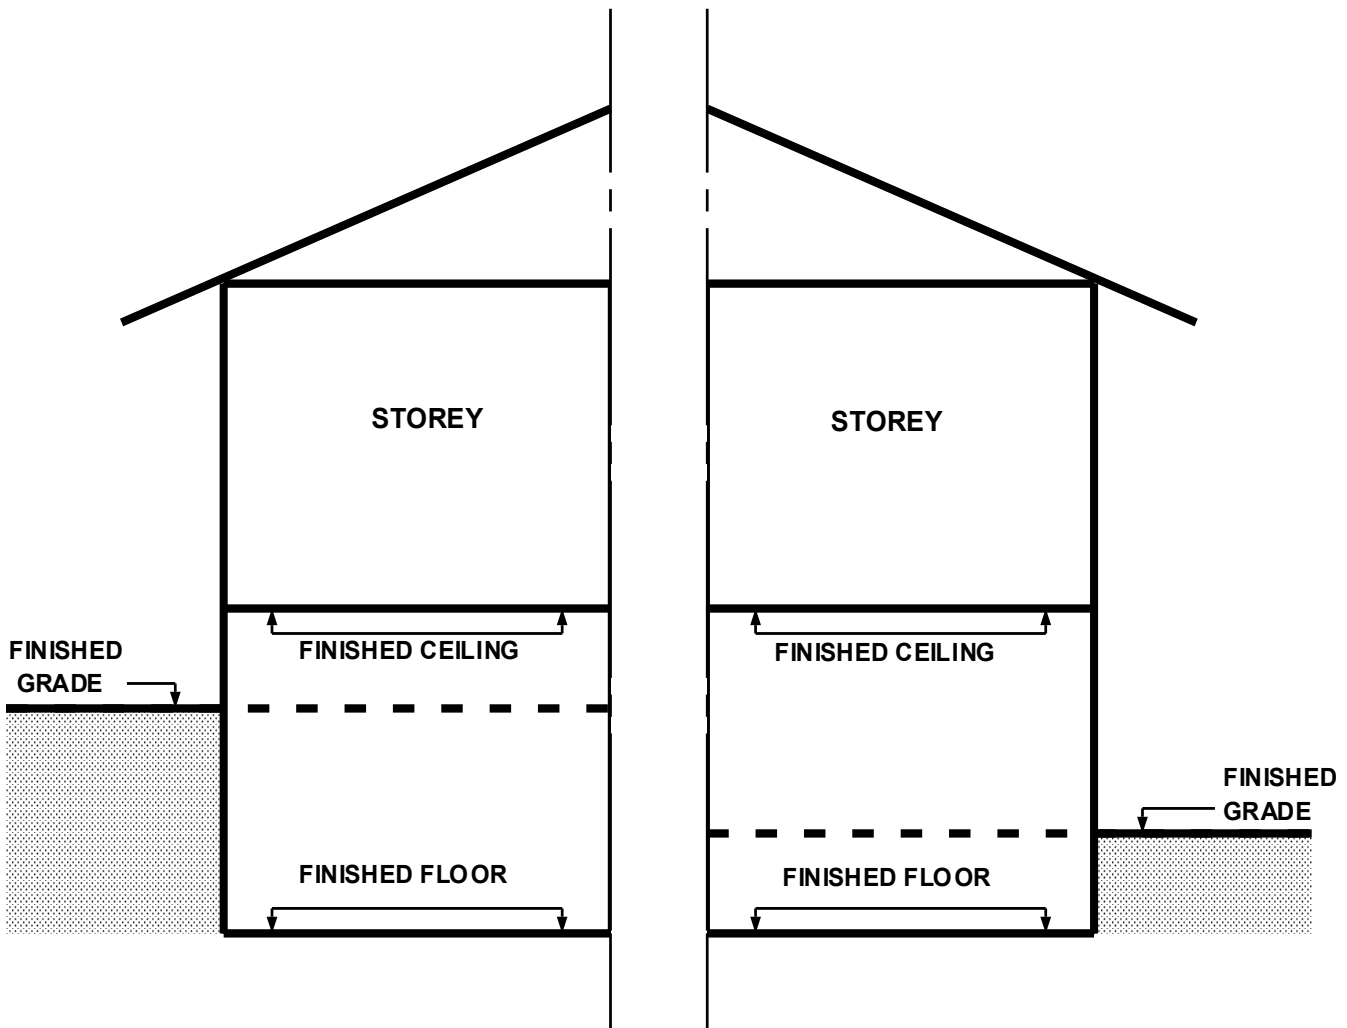 STOREY
STOREY
FINISHED CEILING
FINISHED CEILING
FINISHED
GRADE
FINISHED
GRADE
FINISHED FLOOR
FINISHED FLOOR